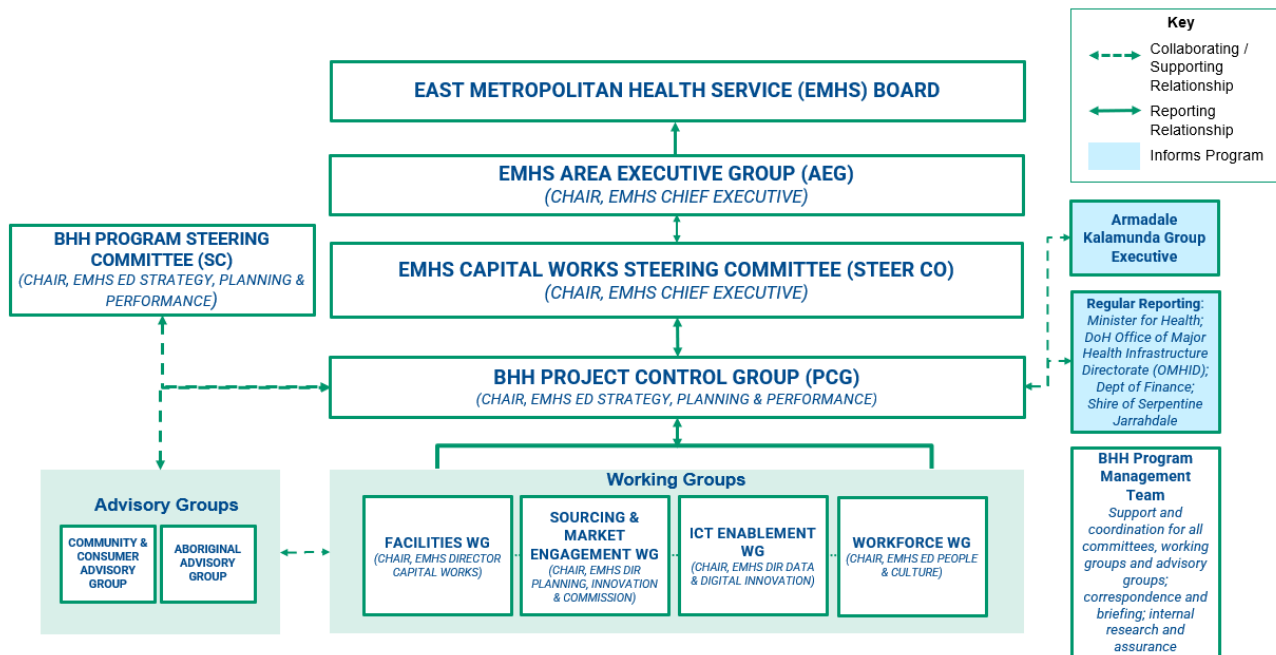 Key
Collaborating /
Supporting
Relationship
Reporting
Relationship
Informs Program
EAST METROPOLITAN HEALTH SERVICE (EMHS) BOARD
EMHS AREA EXECUTIVE GROUP (AEG)
(CHAIR, EMHS CHIEF EXECUTIVE)
BHH PROGRAM STEERING
COMMITTEE (SC)
(CHAIR, EMHS ED STRATEGY, PLANNING &
PERFORMANCE)
EMHS CAPITAL WORKS STEERING COMMITTEE (STEER CO)
(CHAIR, EMHS CHIEF EXECUTIVE)
Armadale
Kalamunda Group
Executive
Regular Reporting:
Minister for Health;
DoH Office of Major
Health Infrastructure
Directorate (OMHID);
Dept of Finance;
Shire of Serpentine
Jarrahdale
BHH PROJECT CONTROL GROUP (PCG)
(CHAIR, EMHS ED STRATEGY, PLANNING & PERFORMANCE)
Advisory Groups
COMMUNITY &
CONSUMER
ADVISORY
GROUP
ABORIGINAL
ADVISORY
GROUP
Working Groups
FACILITIES WG
(CHAIR, EMHS DIRECTOR
CAPITAL WORKS)
SOURCING &
MARKET
ENGAGEMENT WG
(CHAIR, EMHS DIR
PLANNING, INNOVATION
& COMMISSION)
ICT ENABLEMENT
WG
(CHAIR, EMHS DIR DATA
& DIGITAL INNOVATION)
WORKFORCE WG
(CHAIR, EMHS ED PEOPLE
& CULTURE)
BHH Program
Management
Team
Support and
coordination for all
committees, working
groups and advisory
groups;
correspondence and
briefing; internal
research and
assurance